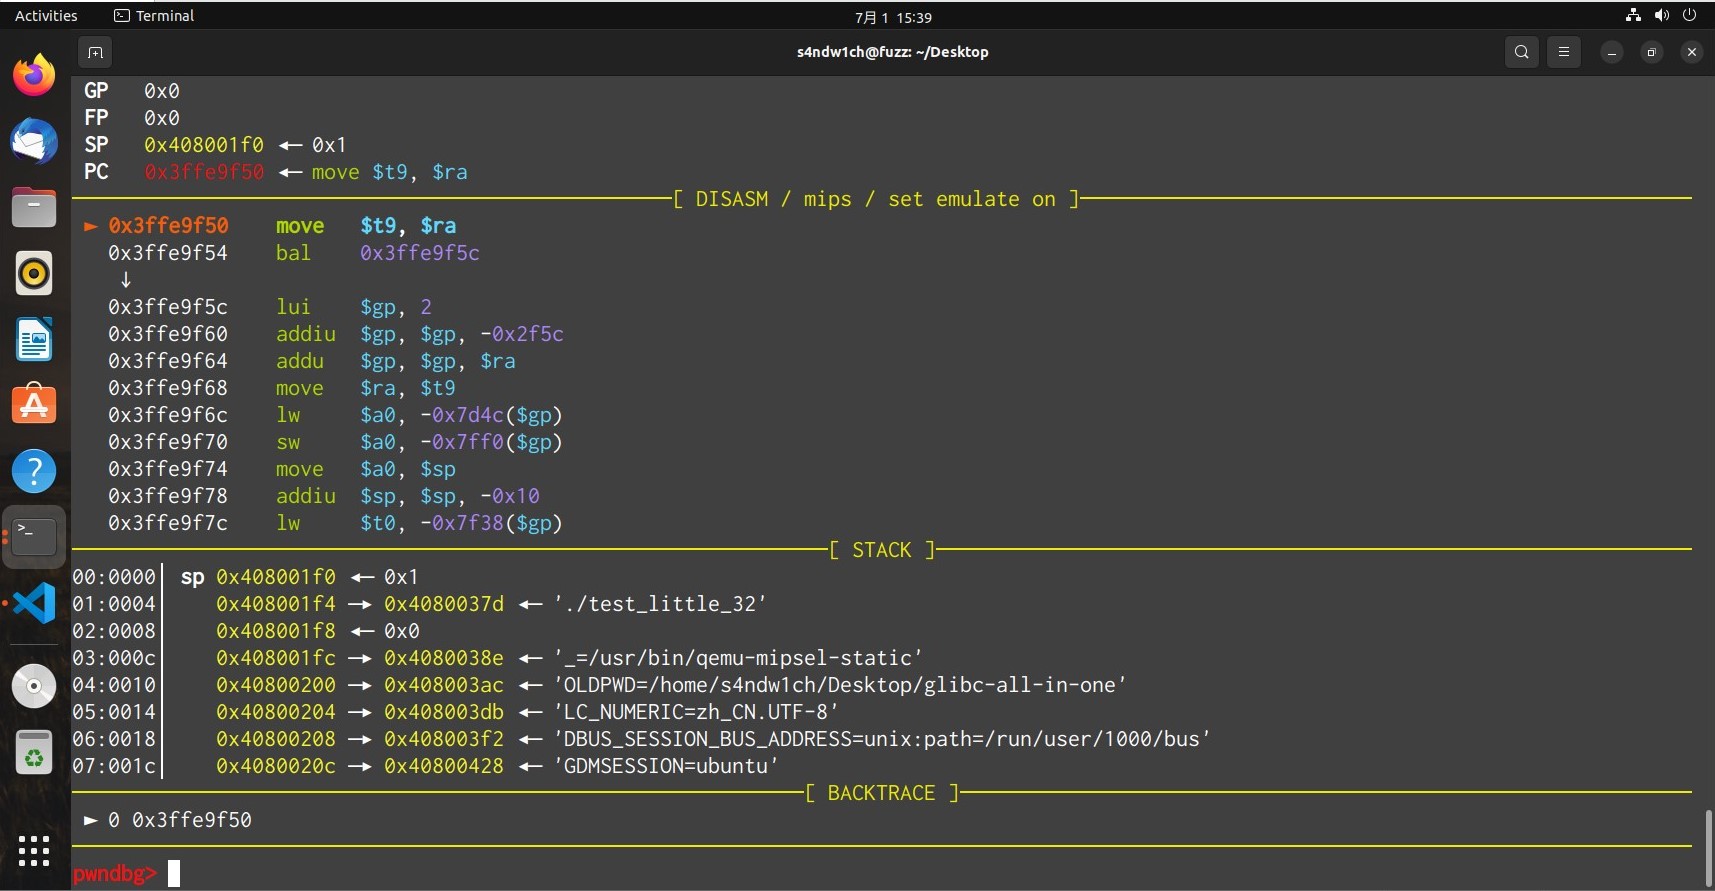 Activities Terminal 7月 1 15:39
s4ndw1ch@fuzz: ~/Desktop
GP 0x0
FP 0x0
SP 0x408001f0 ← 0x1
PC 0x3ffe9f50 ← move $t9, $ra
[ DISASM / mips / set emulate on ]
► 0x3ffe9f50 move $t9, $ra
0x3ffe9f54 bal 0x3ffe9f5c
↓
0x3ffe9f5c lui $gp, 2
0x3ffe9f60 addiu $gp, $gp, -0x2f5c
0x3ffe9f64 addu $gp, $gp, $ra
0x3ffe9f68 move $ra, $t9
0x3ffe9f6c lw $a0, -0x7d4c($gp)
0x3ffe9f70 sw $a0, -0x7ff0($gp)
0x3ffe9f74 move $a0, $sp
0x3ffe9f78 addiu $sp, $sp, -0x10
0x3ffe9f7c lw $t0, -0x7f38($gp)
[ STACK ]
00:0000│ sp 0x408001f0 ← 0x1
01:0004│ 0x408001f4 → 0x4080037d ← './test_little_32'
02:0008│ 0x408001f8 ← 0x0
03:000c│ 0x408001fc → 0x4080038e ← '_=/usr/bin/qemu-mipsel-static'
04:0010│ 0x40800200 → 0x408003ac ← 'OLDPWD=/home/s4ndw1ch/Desktop/glibc-all-in-one'
05:0014│ 0x40800204 → 0x408003db ← 'LC_NUMERIC=zh_CN.UTF-8'
06:0018│ 0x40800208 → 0x408003f2 ← 'DBUS_SESSION_BUS_ADDRESS=unix:path=/run/user/1000/bus'
07:001c│ 0x4080020c → 0x40800428 ← 'GDMSESSION=ubuntu'
[ BACKTRACE ]
► 0 0x3ffe9f50
pwndbg>